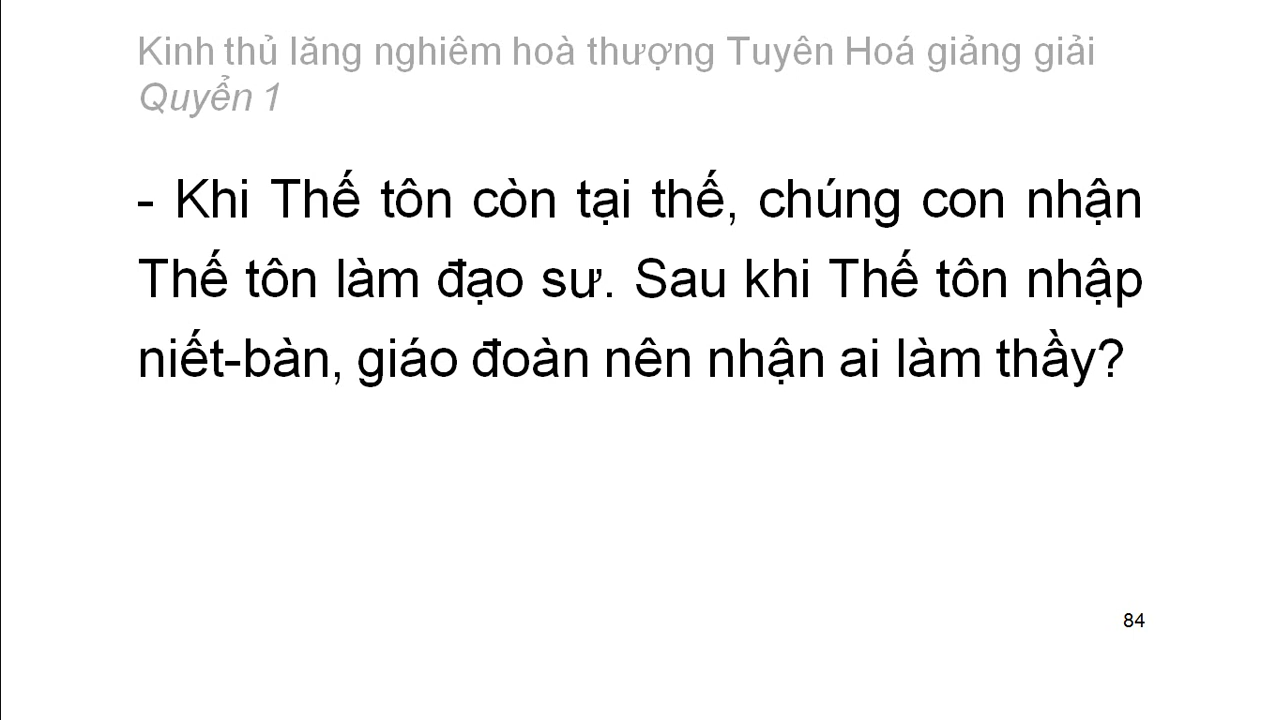 Kinh thủ lăng nghiêm hoà thượng Tuyên Hoá giảng giải
Quyển 1
- Khi Thế tôn còn tại thế, chúng con nhận
Thế tôn làm đạo sư. Sau khi Thế tôn nhập
niết-bàn, giáo đoàn nên nhận ai làm thầy?
84